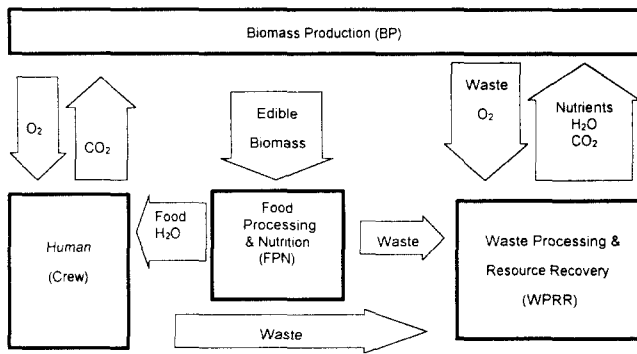 Biomass Production (BP)
O₂
CO₂
Edible
Biomass
Waste
O₂
Nutrients
H₂O
CO₂
Human
(Crew)
Food
H₂O
Food
Processing
& Nutrition
(FPN)
Waste
Waste Processing &
Resource Recovery
(WPRR)
Waste